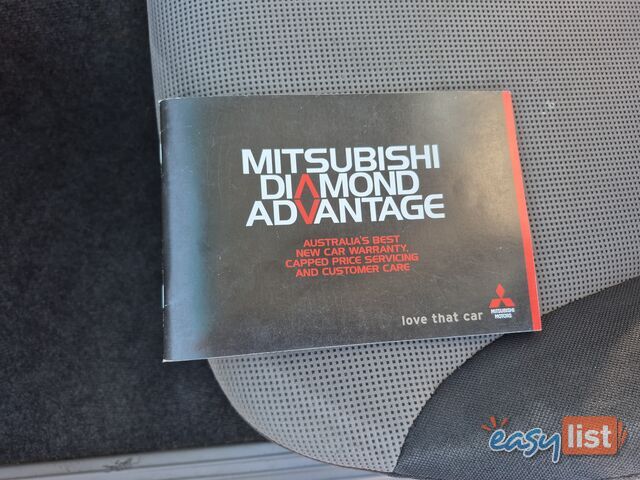 MITSUBISHI
DIAMOND
ADVANTAGE
AUSTRALIA'S BEST
NEW CAR WARRANTY,
CAPPED PRICE SERVICING
AND CUSTOMER CARE
love that car
MITSUBISHI
MOTORS
easy list